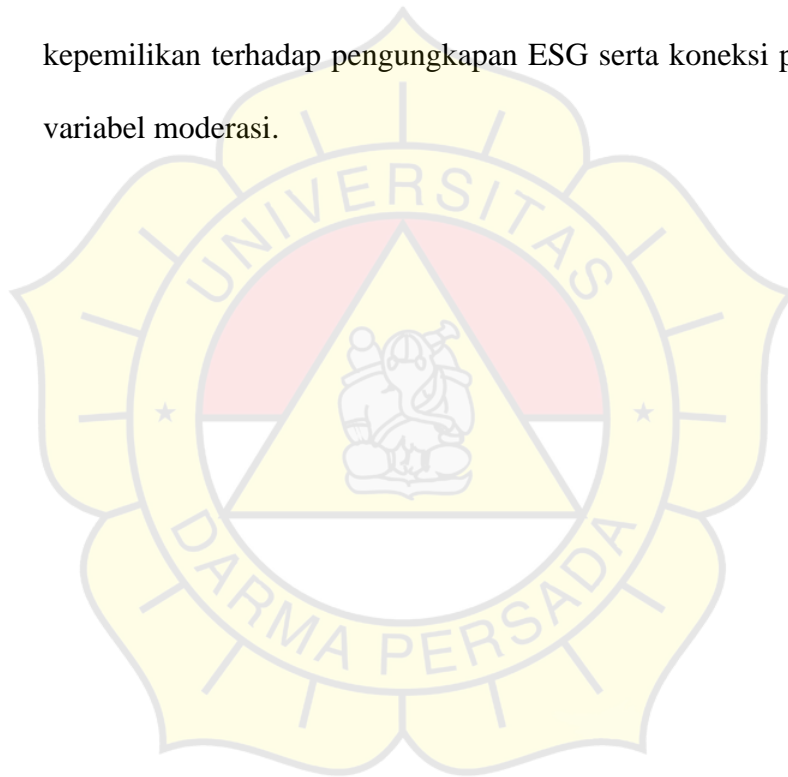 kepemilikan terhadap pengungkapan ESG serta koneksi
variabel moderasi.
UNIVERSITAS
DARMA PERSADA